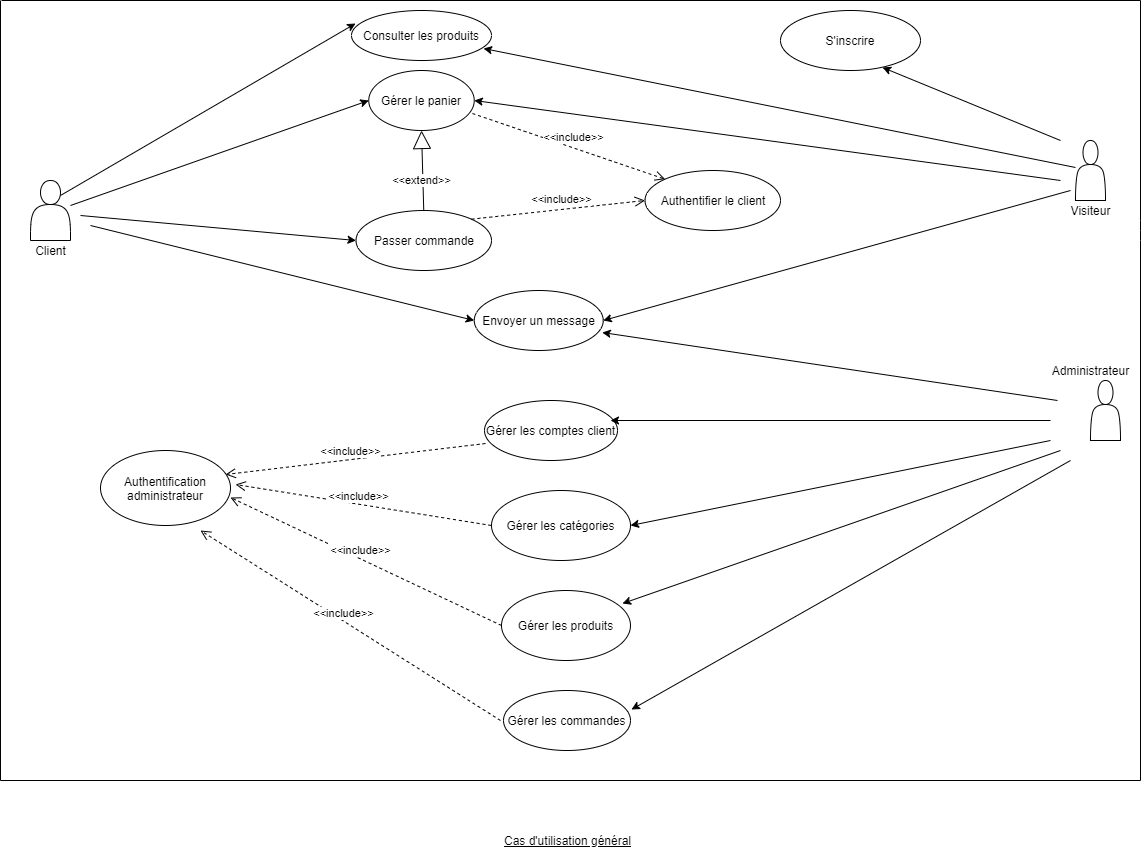 Consulter les produits
S'inscrire
Gérer le panier
<<include>>
<<extend>>
<<include>>
Authentifier le client
Visiteur
Passer commande
Client
Envoyer un message
Administrateur
Gérer les comptes client
<<include>>
Authentification
administrateur
<<include>>
Gérer les catégories
<<include>>
Gérer les produits
<<include>>
Gérer les commandes
Cas d'utilisation général